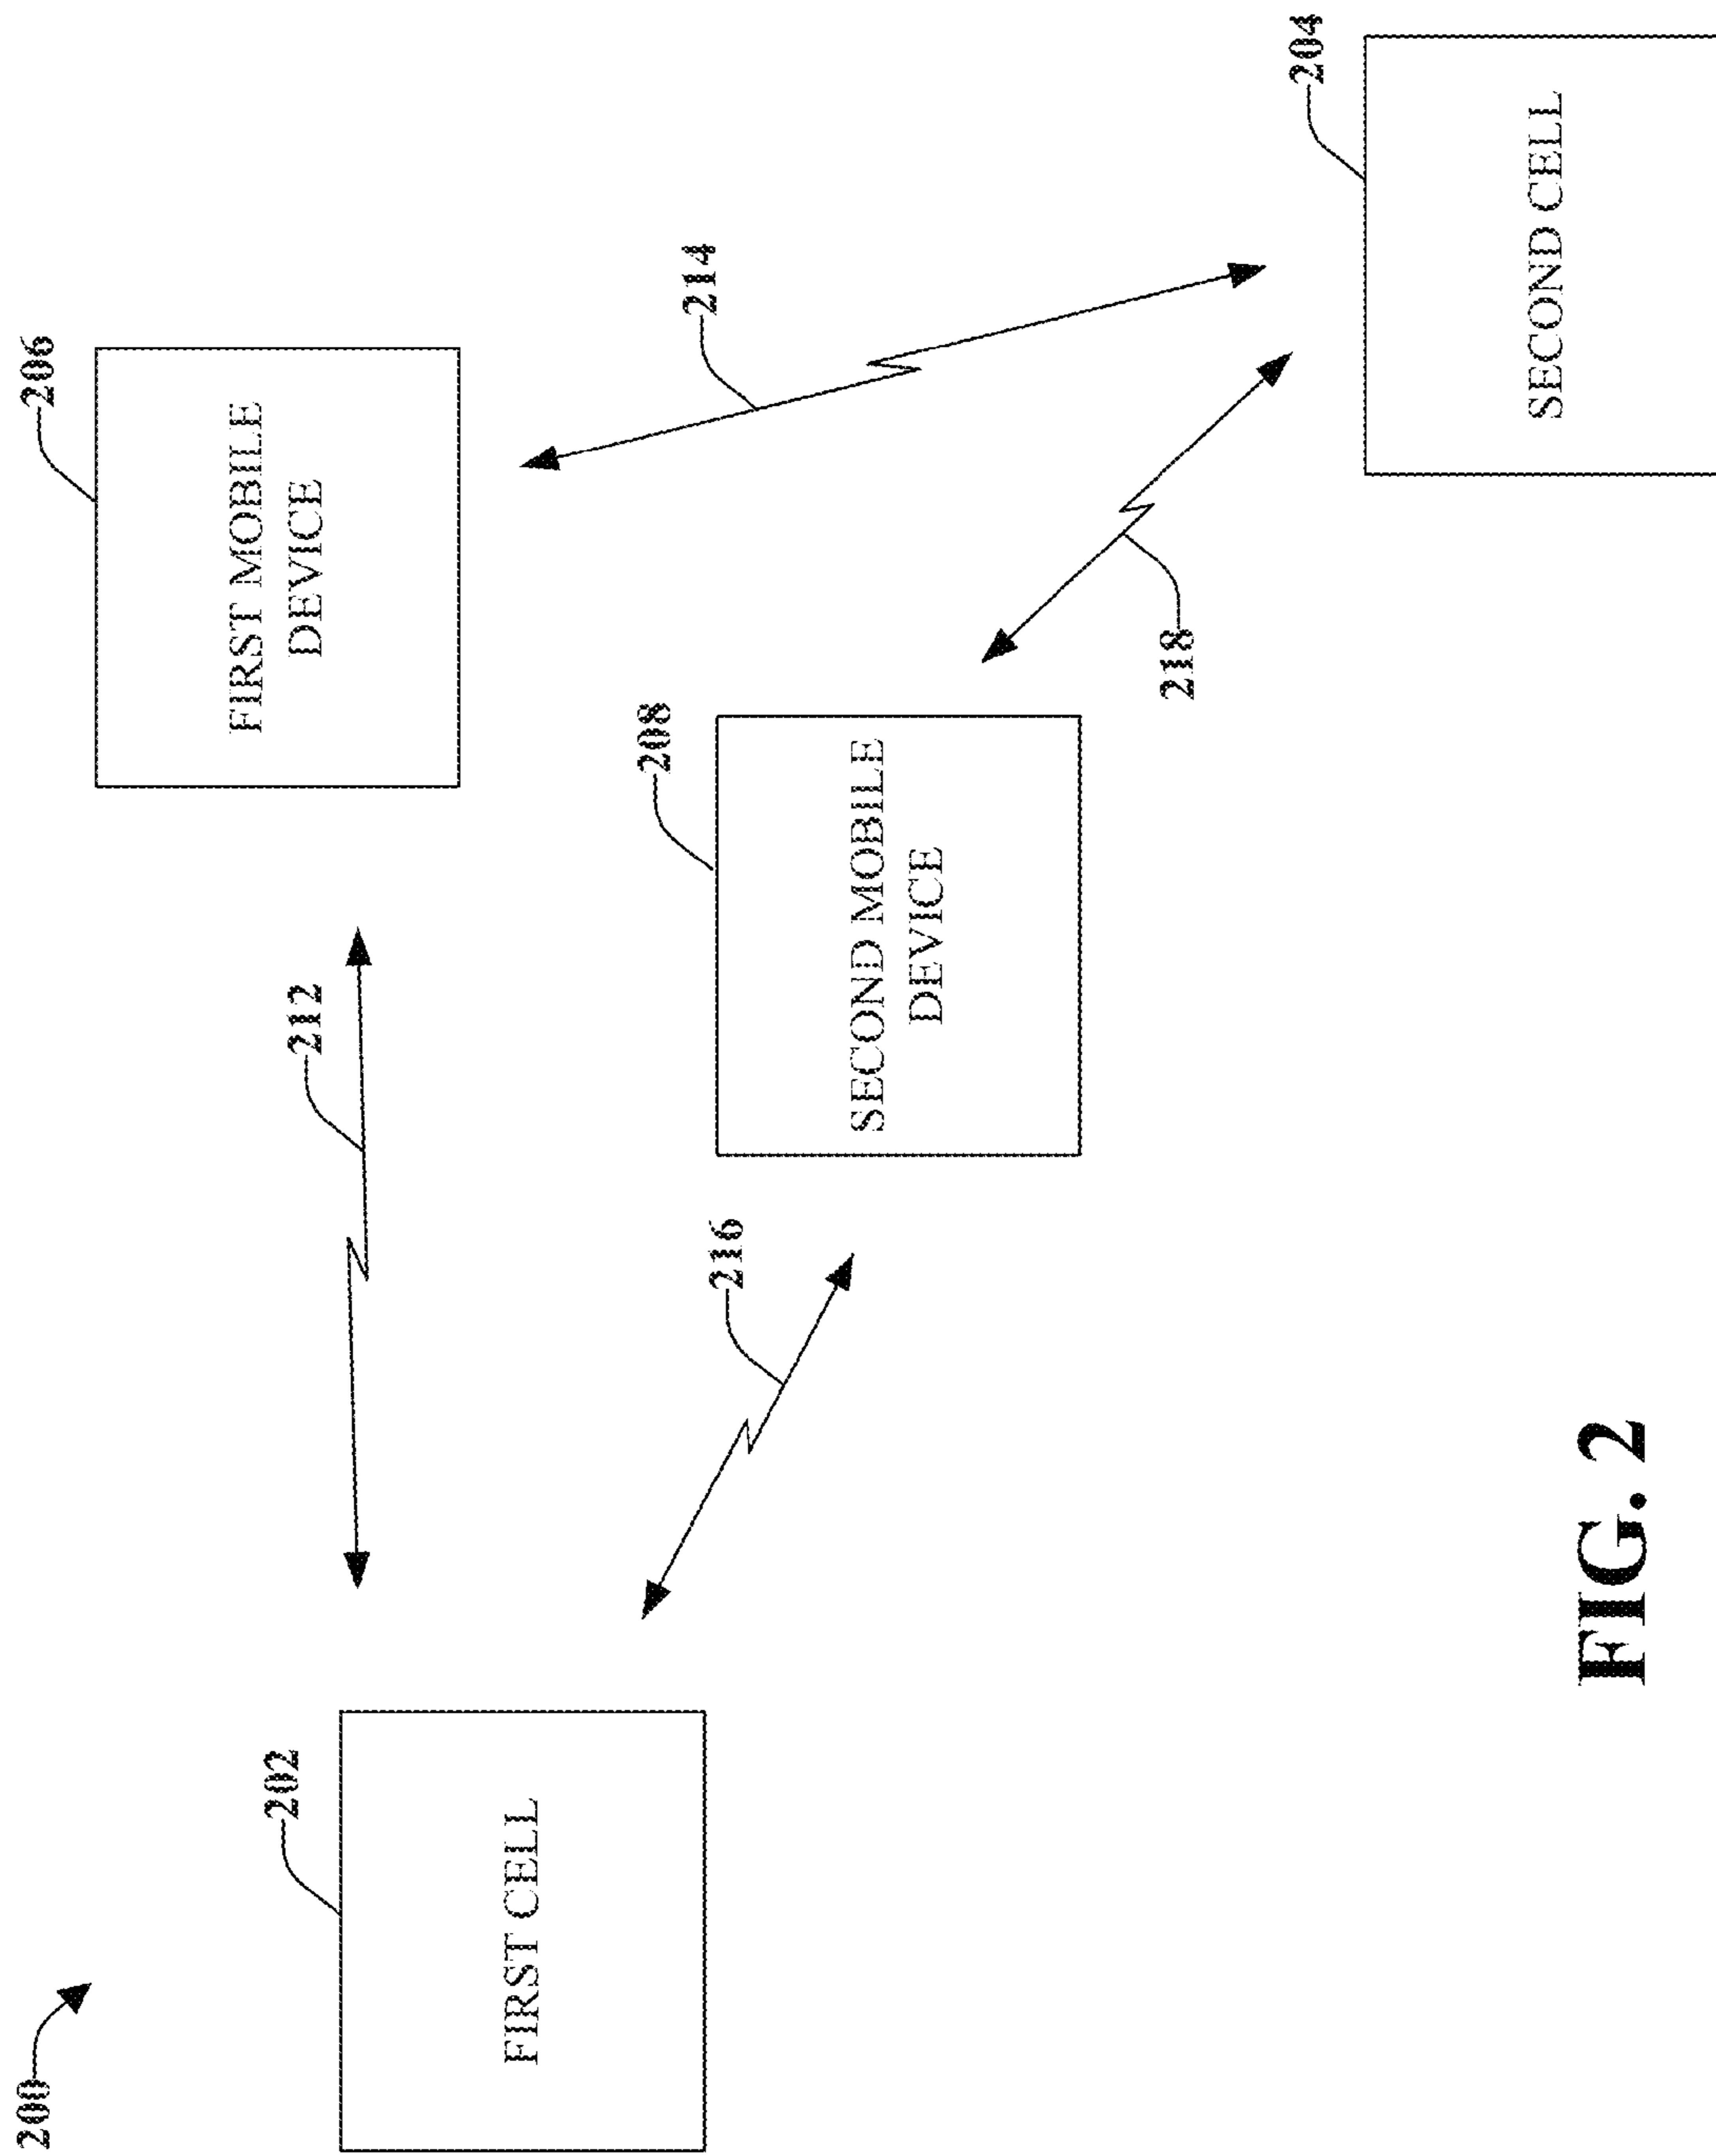 200
202
FIRST CELL
212
216
206
FIRST MOBILE
DEVICE
208
SECOND MOBILE
DEVICE
214
218
204
SECOND CELL
FIG. 2